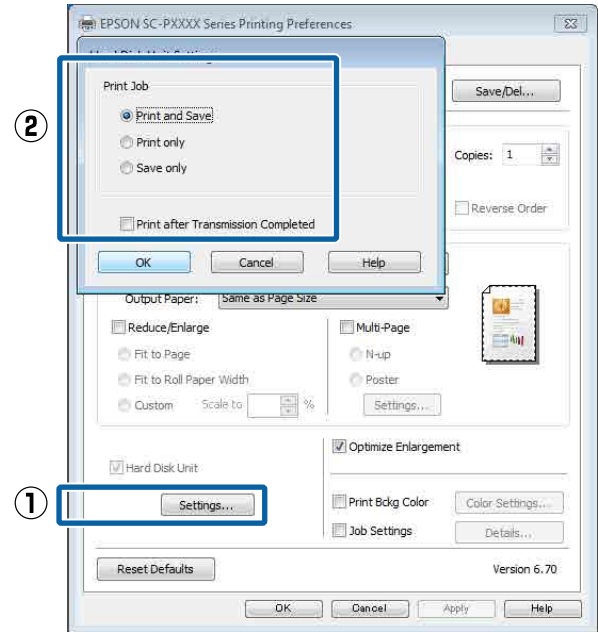 EPSON SC-PXXXX Series Printing Preferences
Print Job
Print and Save
Print only
Save only
Print after Transmission Completed
OK Cancel Help
②
Save/Del...
Copies: 1
Reverse Order
Output Paper: Same as Page Size
Reduce/Enlarge
Fit to Page
Fit to Roll Paper Width
Custom Scale to %
Multi-Page
N-up
Poster
Settings...
Hard Disk Unit
①
Settings...
Optimize Enlargement
Print Bckg Color Color Settings...
Job Settings Details...
Reset Defaults Version 6.70
OK Cancel Apply Help